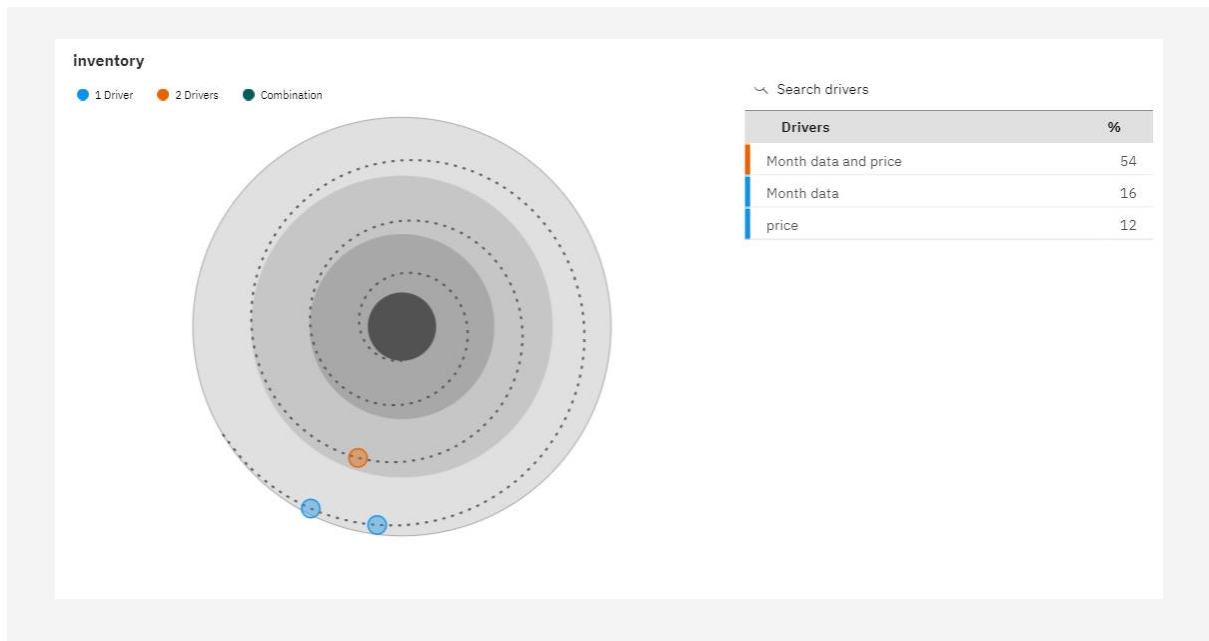 inventory
1 Driver 2 Drivers Combination
Search drivers
Drivers %
Month data and price 54
Month data 16
price 12